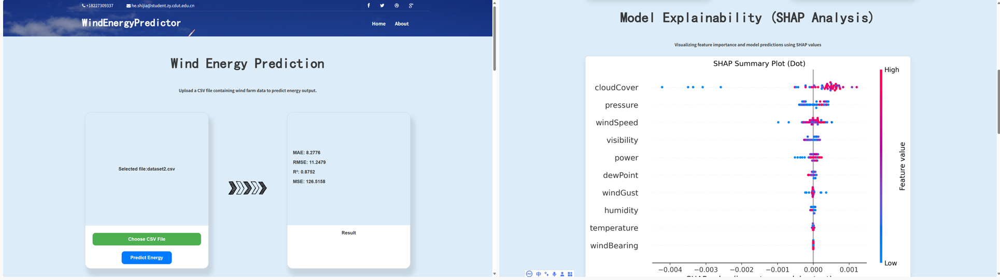 +18227309337 he.shijia@student.zy.cdut.edu.cn
WindEnergyPredictor
Home About
Wind Energy Prediction
Upload a CSV file containing wind farm data to predict energy output.
Selected file:dataset2.csv
Choose CSV File
Predict Energy
MAE: 8.2776
RMSE: 11.2479
R²: 0.8752
MSE: 126.5158
Result
Model Explainability (SHAP Analysis)
Visualizing feature importance and model predictions using SHAP values
SHAP Summary Plot (Dot)
cloudCover
pressure
windSpeed
visibility
power
dewPoint
windGust
humidity
temperature
windBearing
−0.004 −0.003 −0.002 −0.001 0.000 0.001
High
Feature value
Low
中